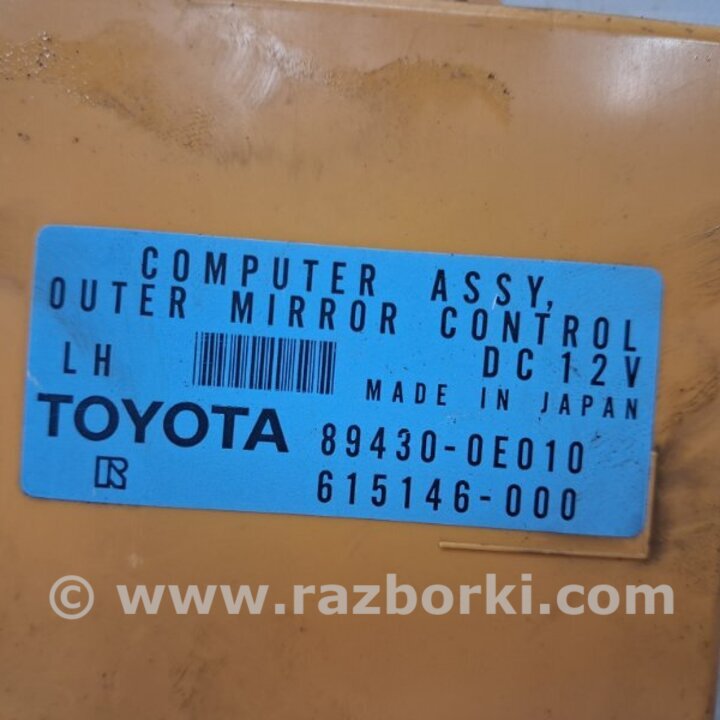 COMPUTER ASSY,
OUTER MIRROR CONTROL
LH
DC12V
MADE IN JAPAN
TOYOTA 89430-0E010
R 615146-000
© www.razborki.com